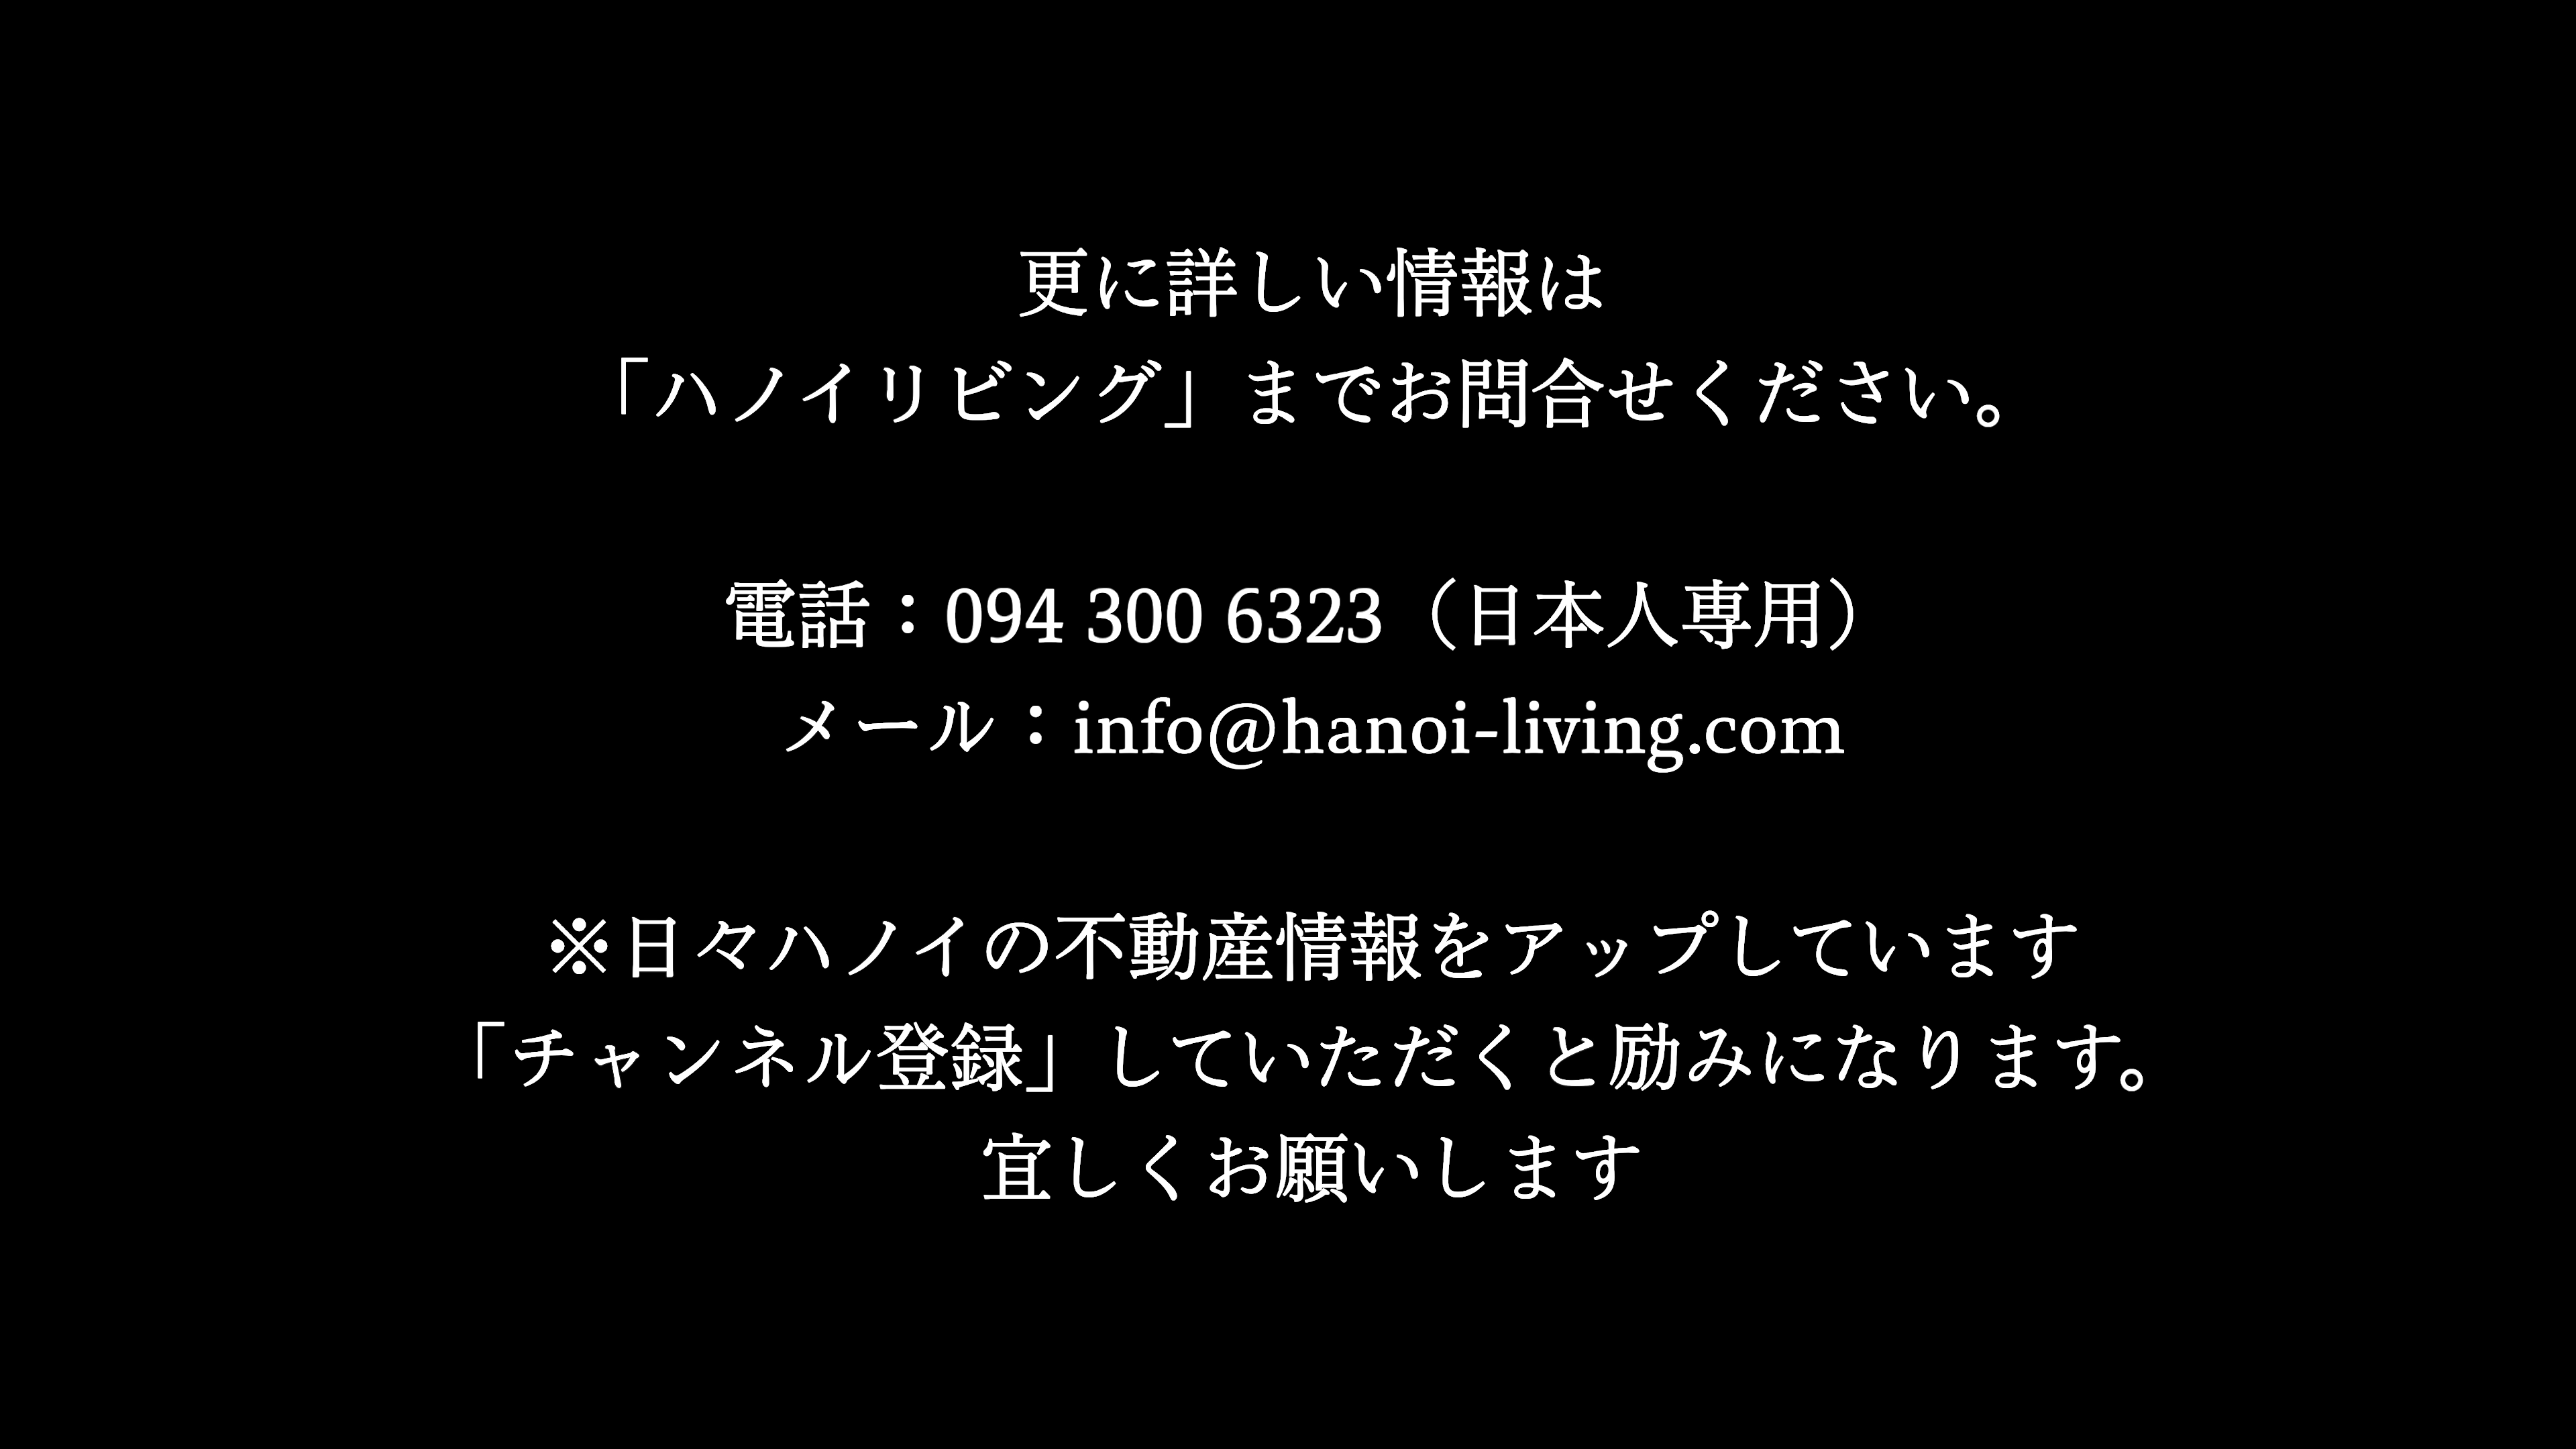 更に詳しい情報は
「ハノイリビング」までお問合せください。
電話：094 300 6323（日本人専用）
メール：info@hanoi-living.com
※日々ハノイの不動産情報をアップしています
「チャンネル登録」していただくと励みになります。
宜しくお願いします